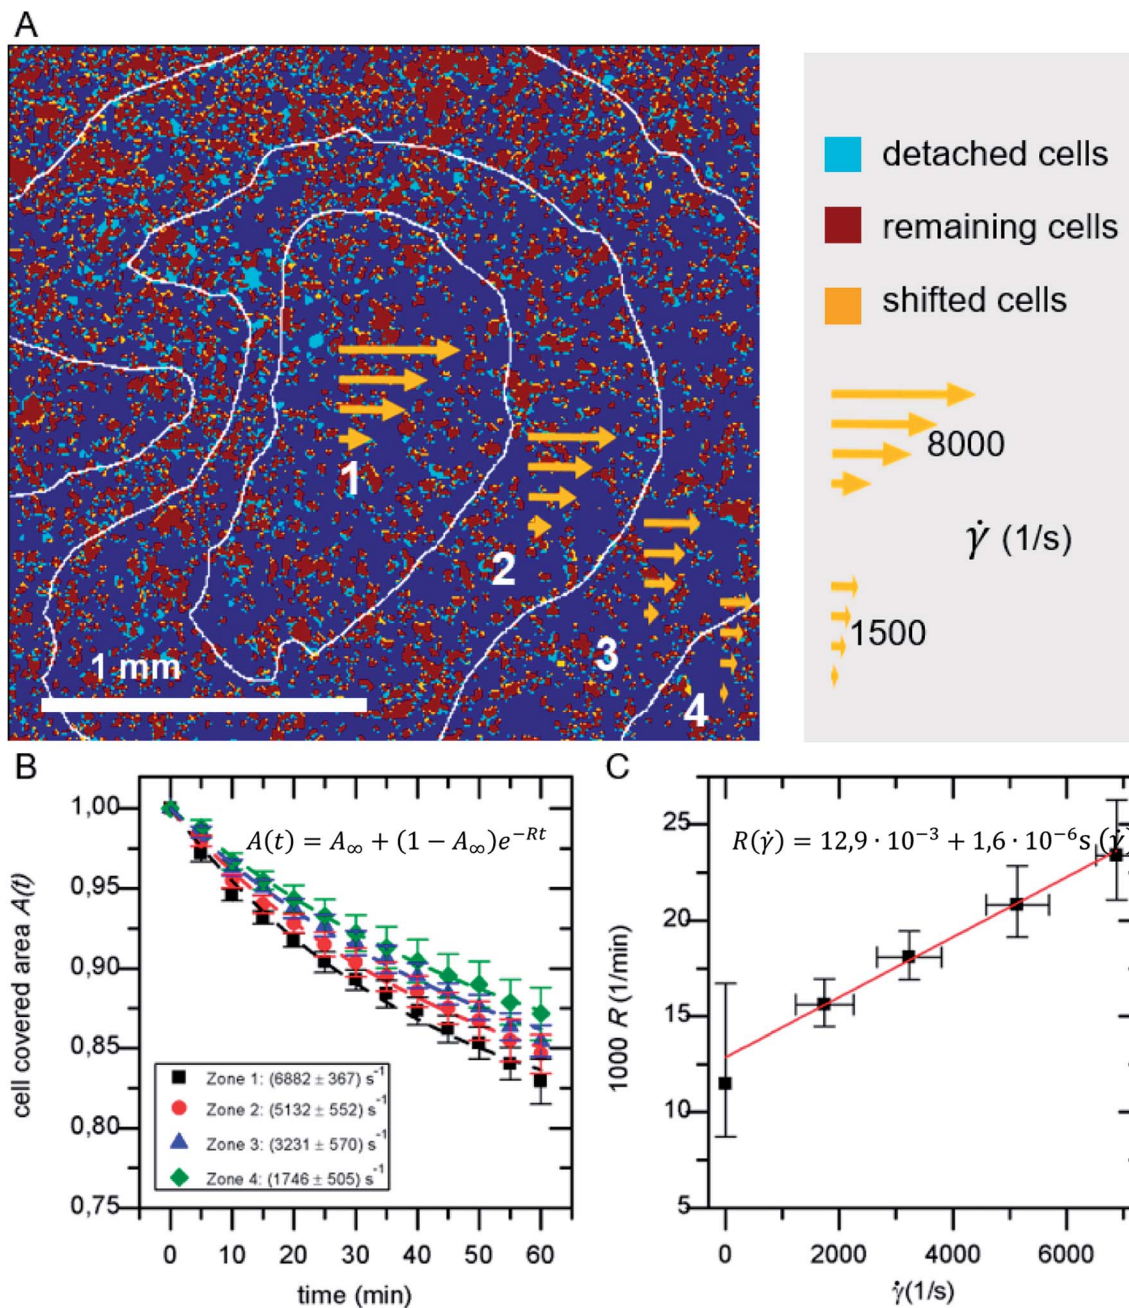 A
detached cells
remaining cells
shifted cells
8000
γ̇ (1/s)
1500
1
2
3
4
1 mm
B
A(t) = A∞ + (1 − A∞)e^−Rt
1,00
0,95
0,90
0,85
0,80
0,75
cell covered area A(t)
Zone 1: (6882 ± 367) s⁻¹
Zone 2: (5132 ± 552) s⁻¹
Zone 3: (3231 ± 570) s⁻¹
Zone 4: (1746 ± 505) s⁻¹
0 10 20 30 40 50 60
time (min)
C
R(γ̇) = 12,9 · 10⁻³ + 1,6 · 10⁻⁶s (γ̇)
25
20
15
10
5
1000 R (1/min)
0 2000 4000 6000
γ̇(1/s)